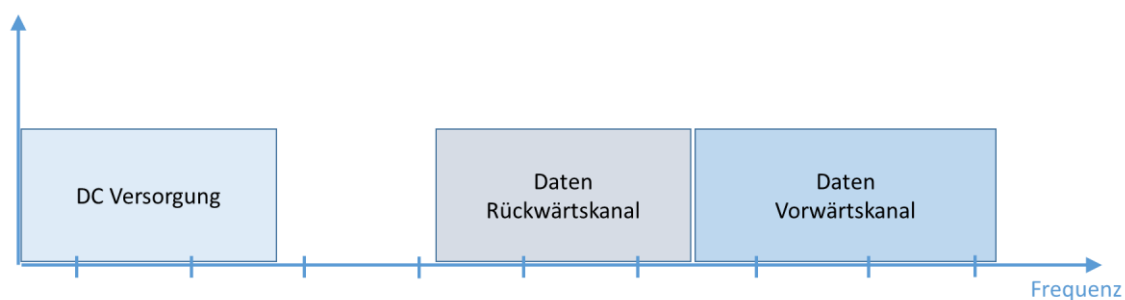 DC Versorgung
Daten
Rückwärtskanal
Daten
Vorwärtskanal
Frequenz